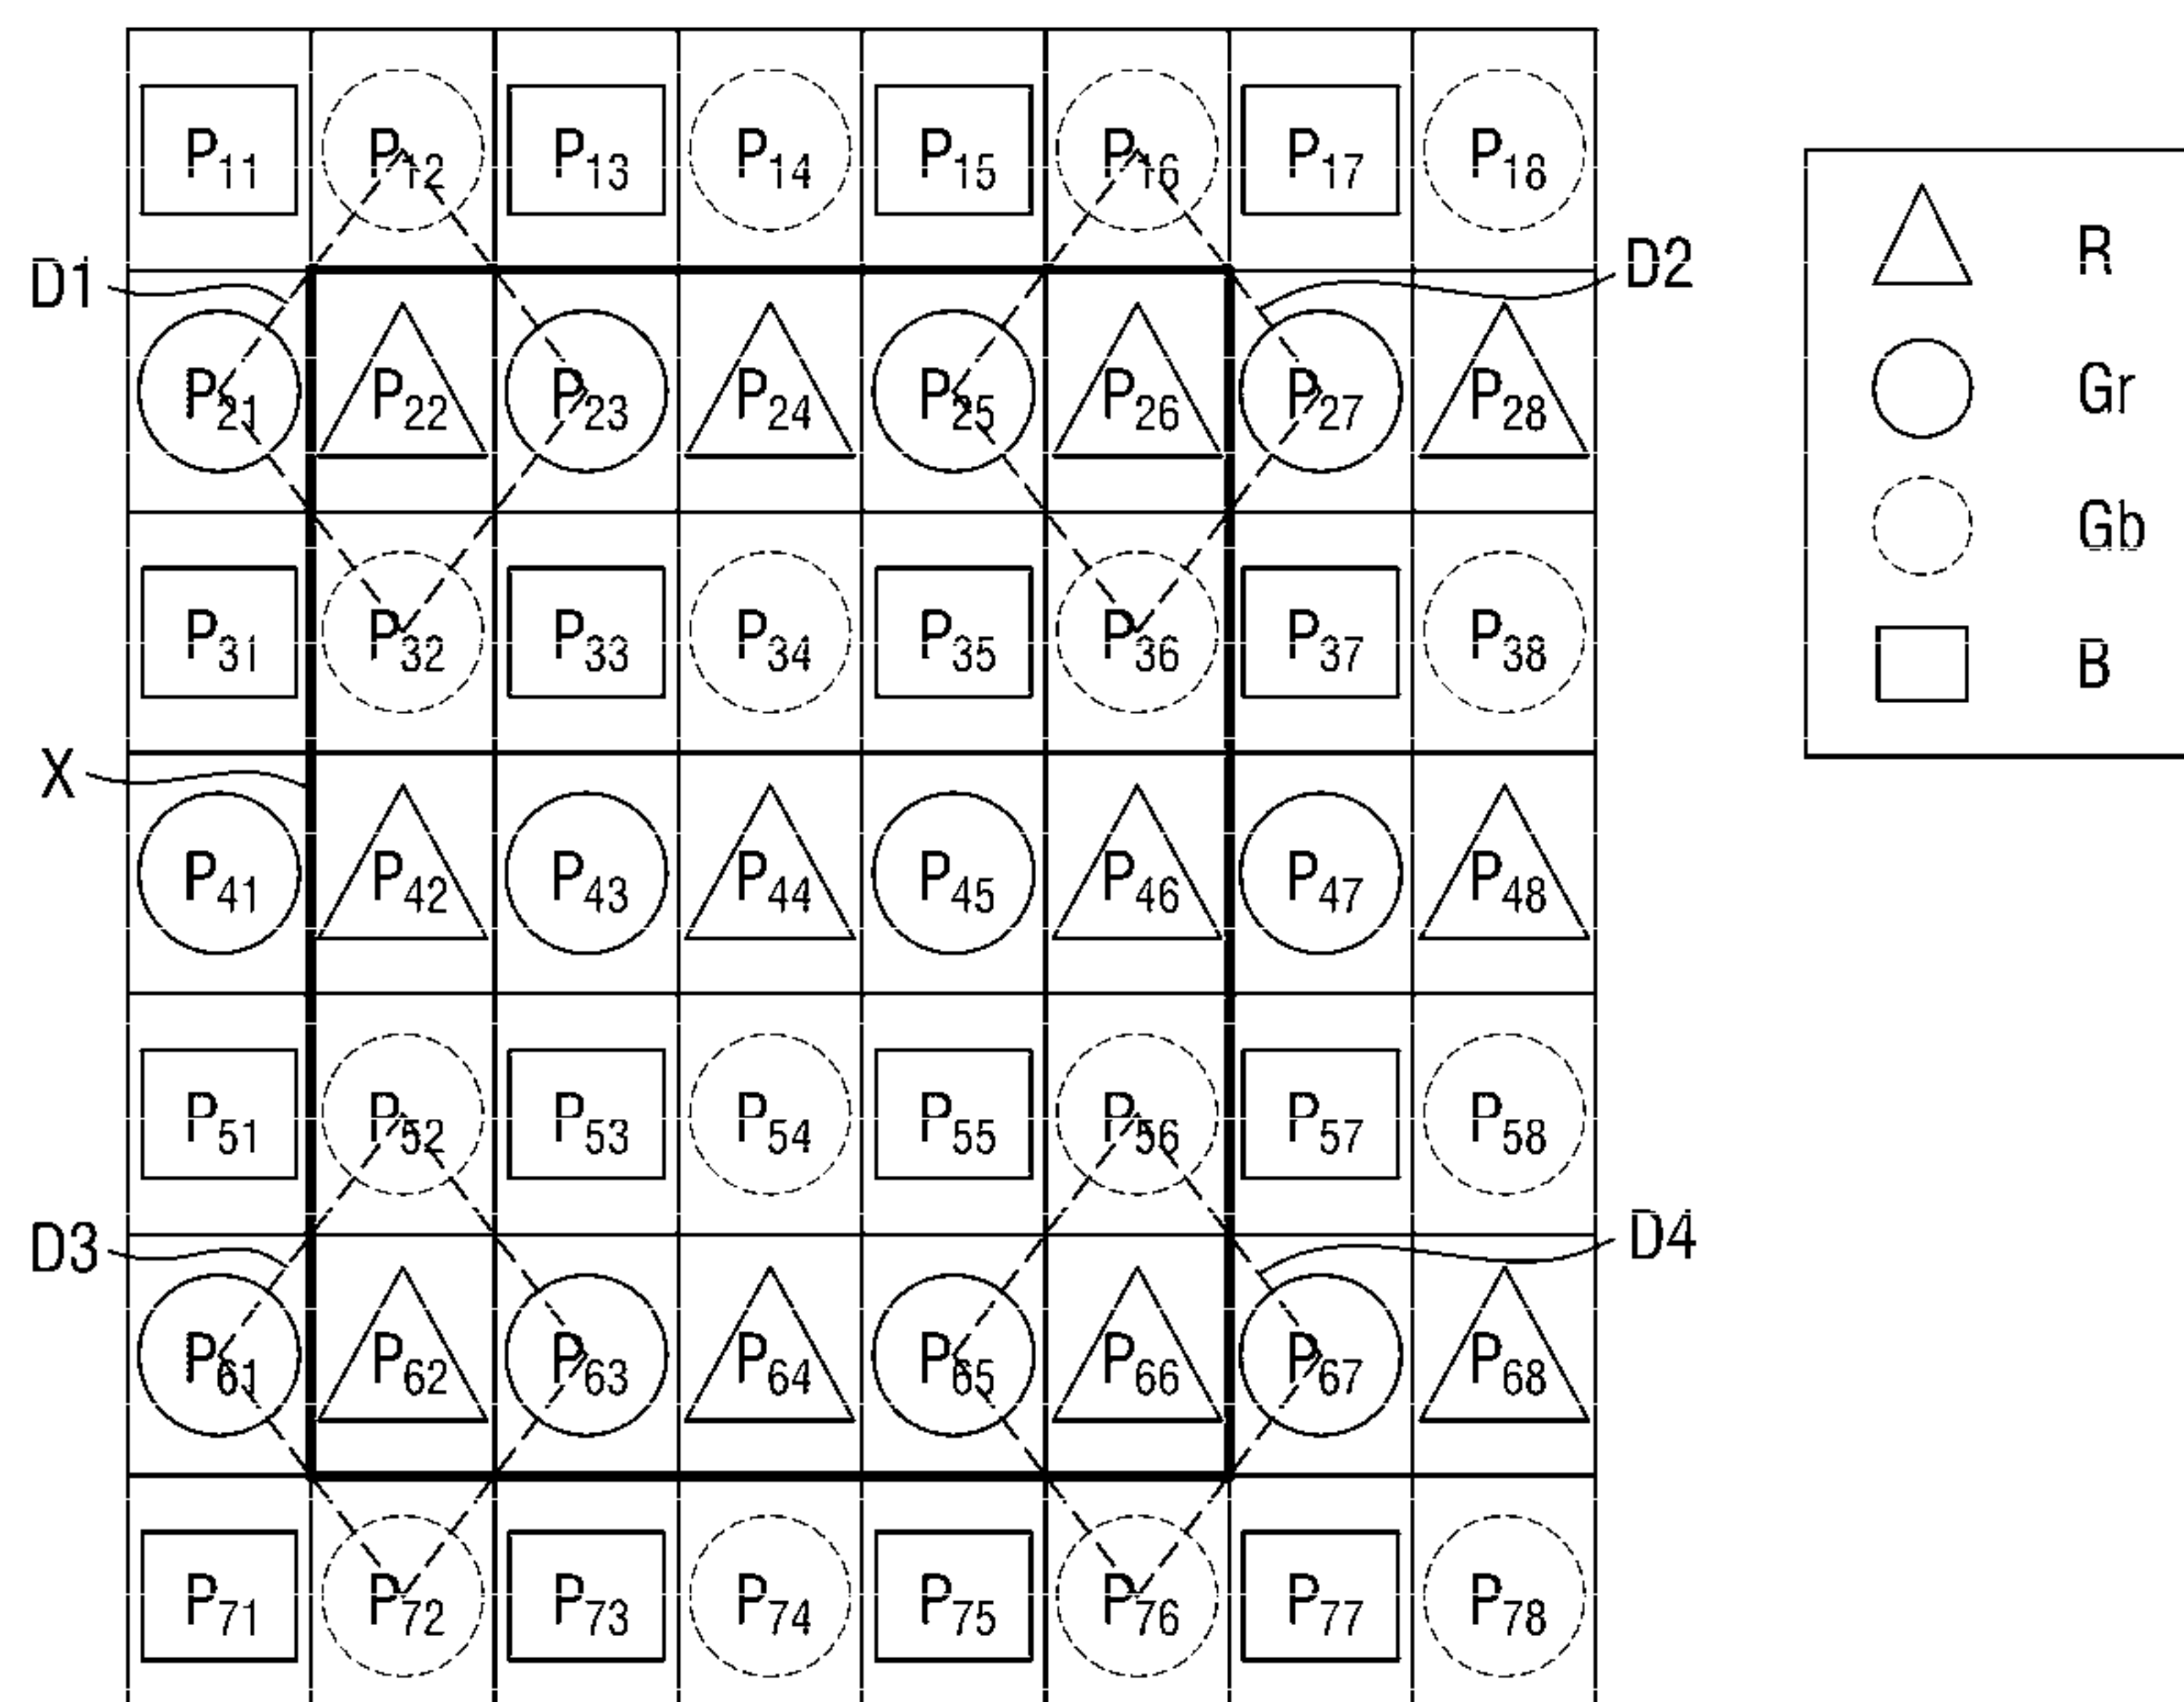 P11 P12 P13 P14 P15 P16 P17 P18
D1
D2
P21 P22 P23 P24 P25 P26 P27 P28
P31 P32 P33 P34 P35 P36 P37 P38
X
P41 P42 P43 P44 P45 P46 P47 P48
P51 P52 P53 P54 P55 P56 P57 P58
D3
D4
P61 P62 P63 P64 P65 P66 P67 P68
P71 P72 P73 P74 P75 P76 P77 P78
R
Gr
Gb
B